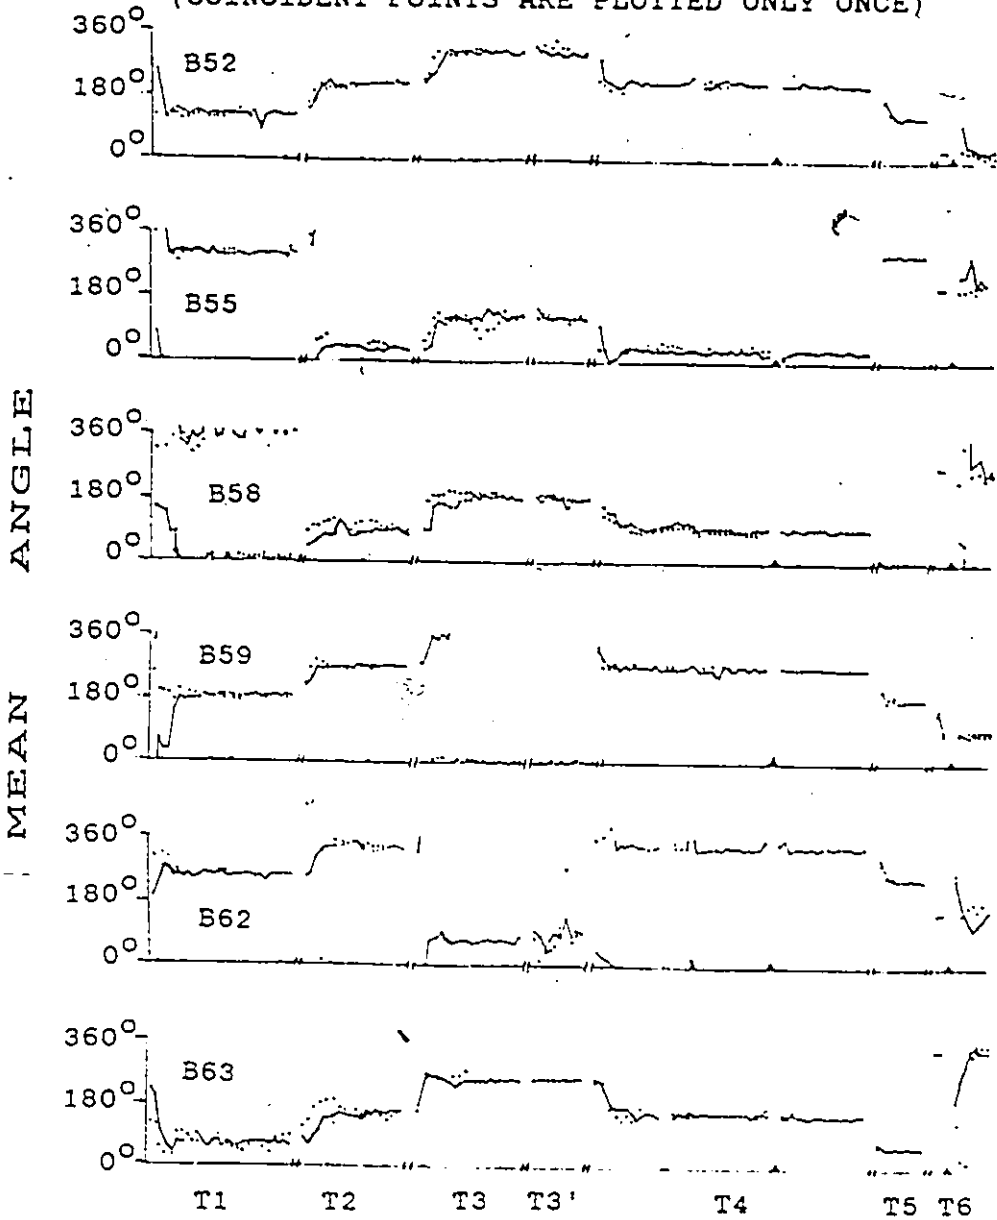 (COINCIDENT POINTS ARE PLOTTED ONLY ONCE)
MEAN ANGLE
360°
B52
180°
0°
360°
180°
B55
0°
360°
180°
B58
0°
360°
B59
180°
0°
360°
180°
B62
0°
360°
B63
180°
0°
T1 T2 T3 T3' T4 T5 T6